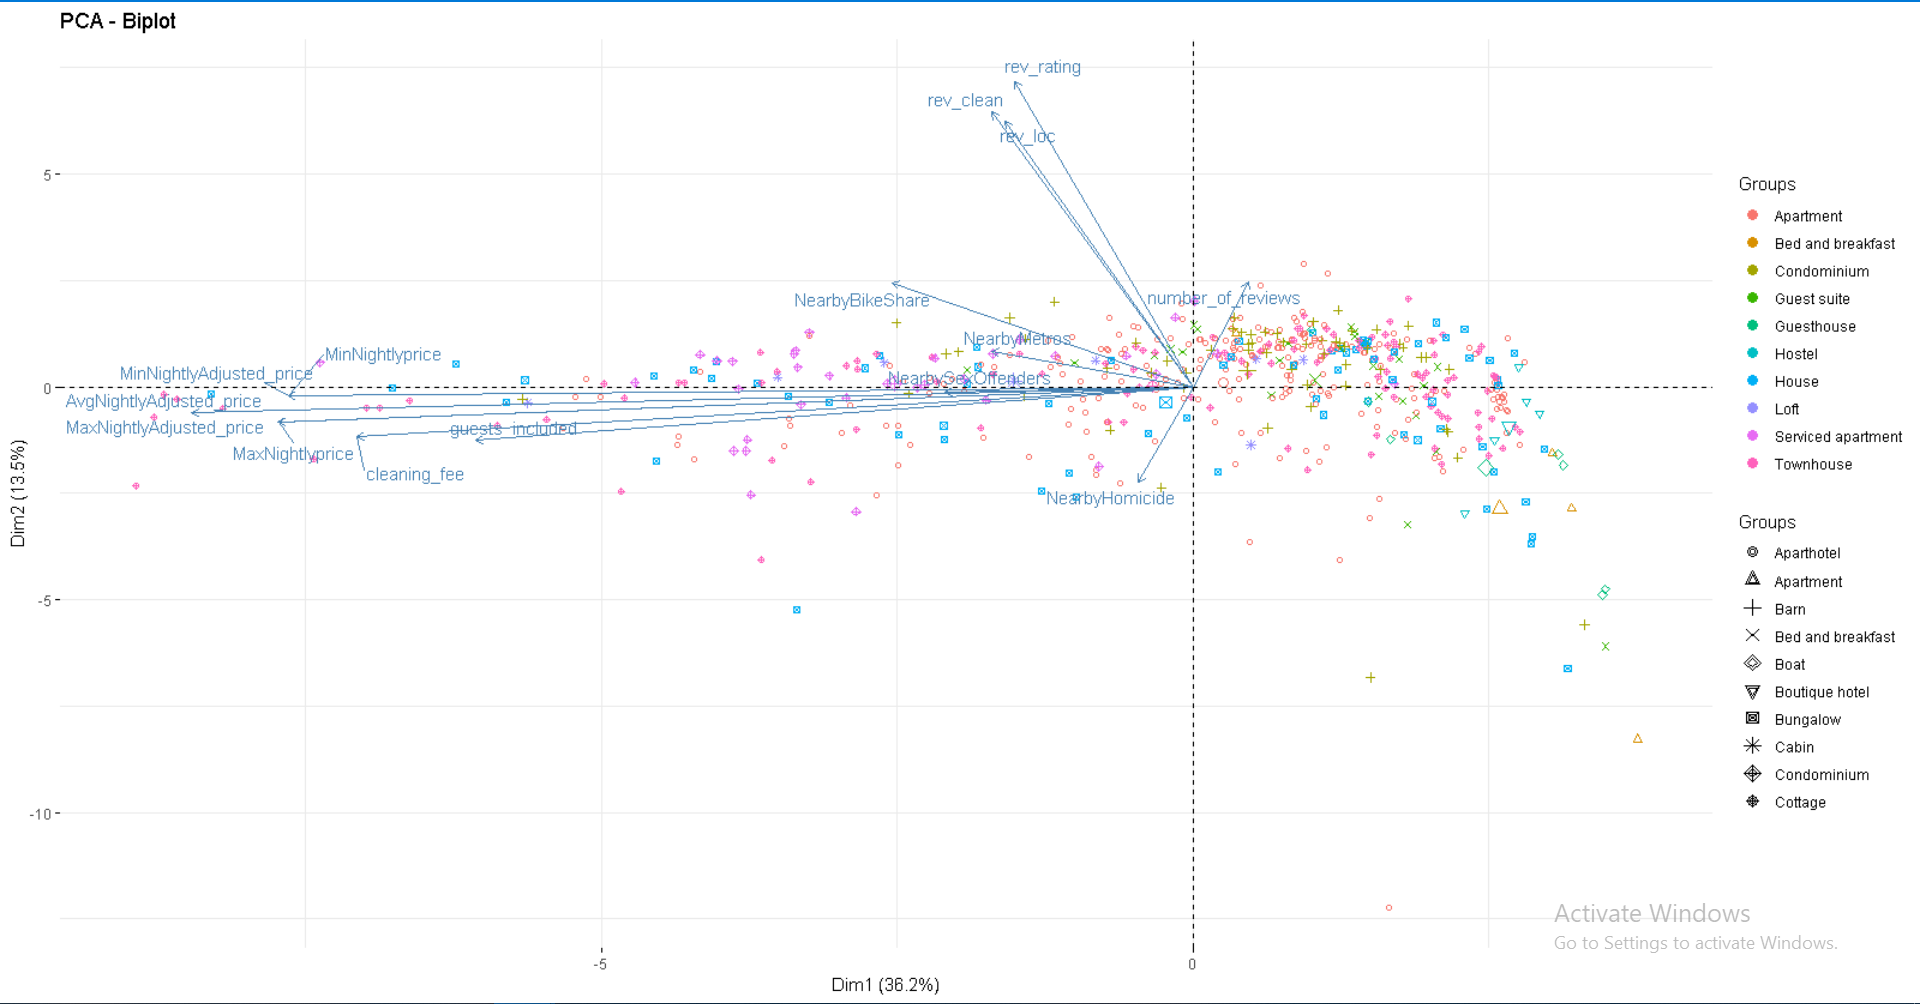 PCA - Biplot
rev_rating
rev_clean
rev_loc
NearbyBikeShare
number_of_reviews
NearbyMetros
MinNightlyprice
MinNightlyAdjusted_price
NearbySexOffenders
AvgNightlyAdjusted_price
MaxNightlyAdjusted_price
guests_included
MaxNightlyprice
cleaning_fee
NearbyHomicide
5
0
-5
-10
Dim2 (13.5%)
-5
0
Dim1 (36.2%)
Groups
Apartment
Bed and breakfast
Condominium
Guest suite
Guesthouse
Hostel
House
Loft
Serviced apartment
Townhouse
Groups
Aparthotel
Apartment
Barn
Bed and breakfast
Boat
Boutique hotel
Bungalow
Cabin
Condominium
Cottage
Activate Windows
Go to Settings to activate Windows.